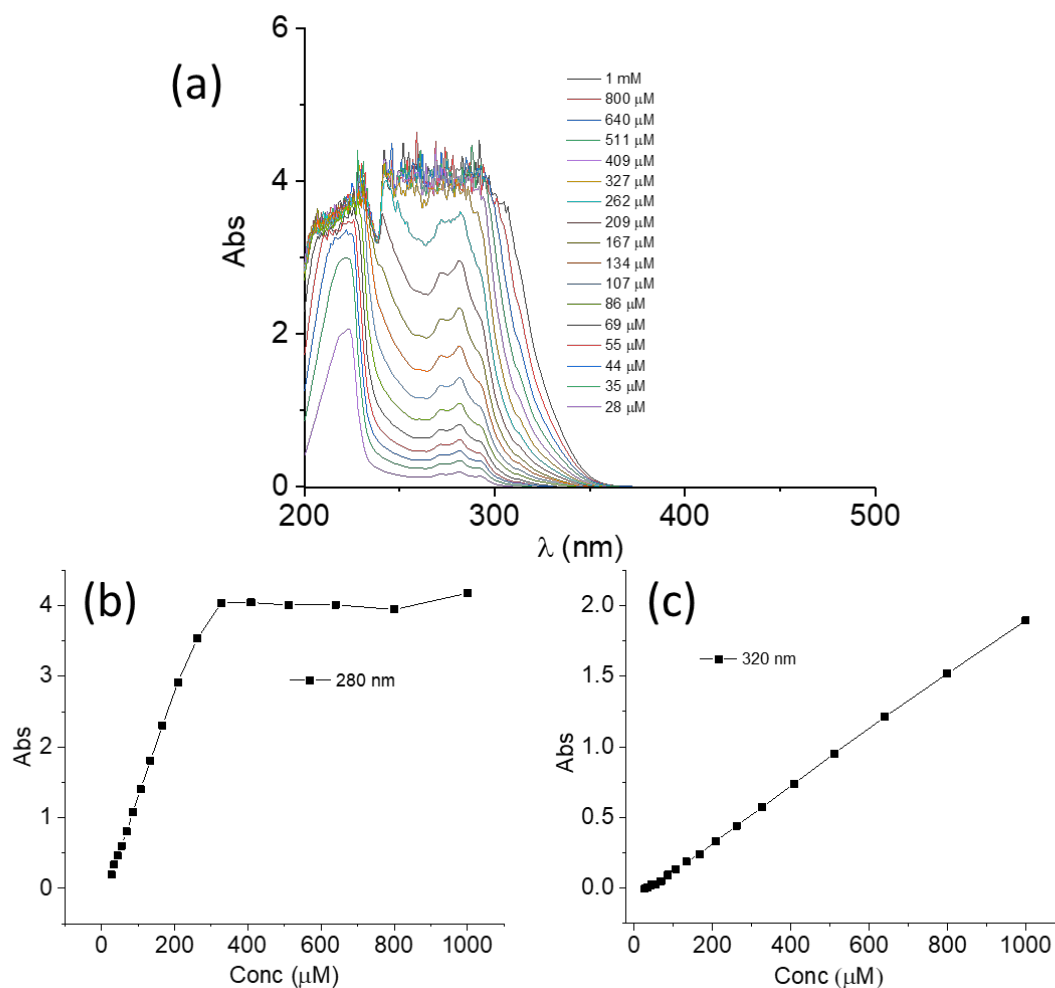 (a)
6
4
2
0
Abs
200
300
400
500
λ (nm)
1 mM
800 μM
640 μM
511 μM
409 μM
327 μM
262 μM
209 μM
167 μM
134 μM
107 μM
86 μM
69 μM
55 μM
44 μM
35 μM
28 μM
(b)
4
3
2
1
0
Abs
280 nm
0
200
400
600
800
1000
Conc (μM)
(c)
2.0
1.5
1.0
0.5
0.0
Abs
320 nm
0
200
400
600
800
1000
Conc (μM)